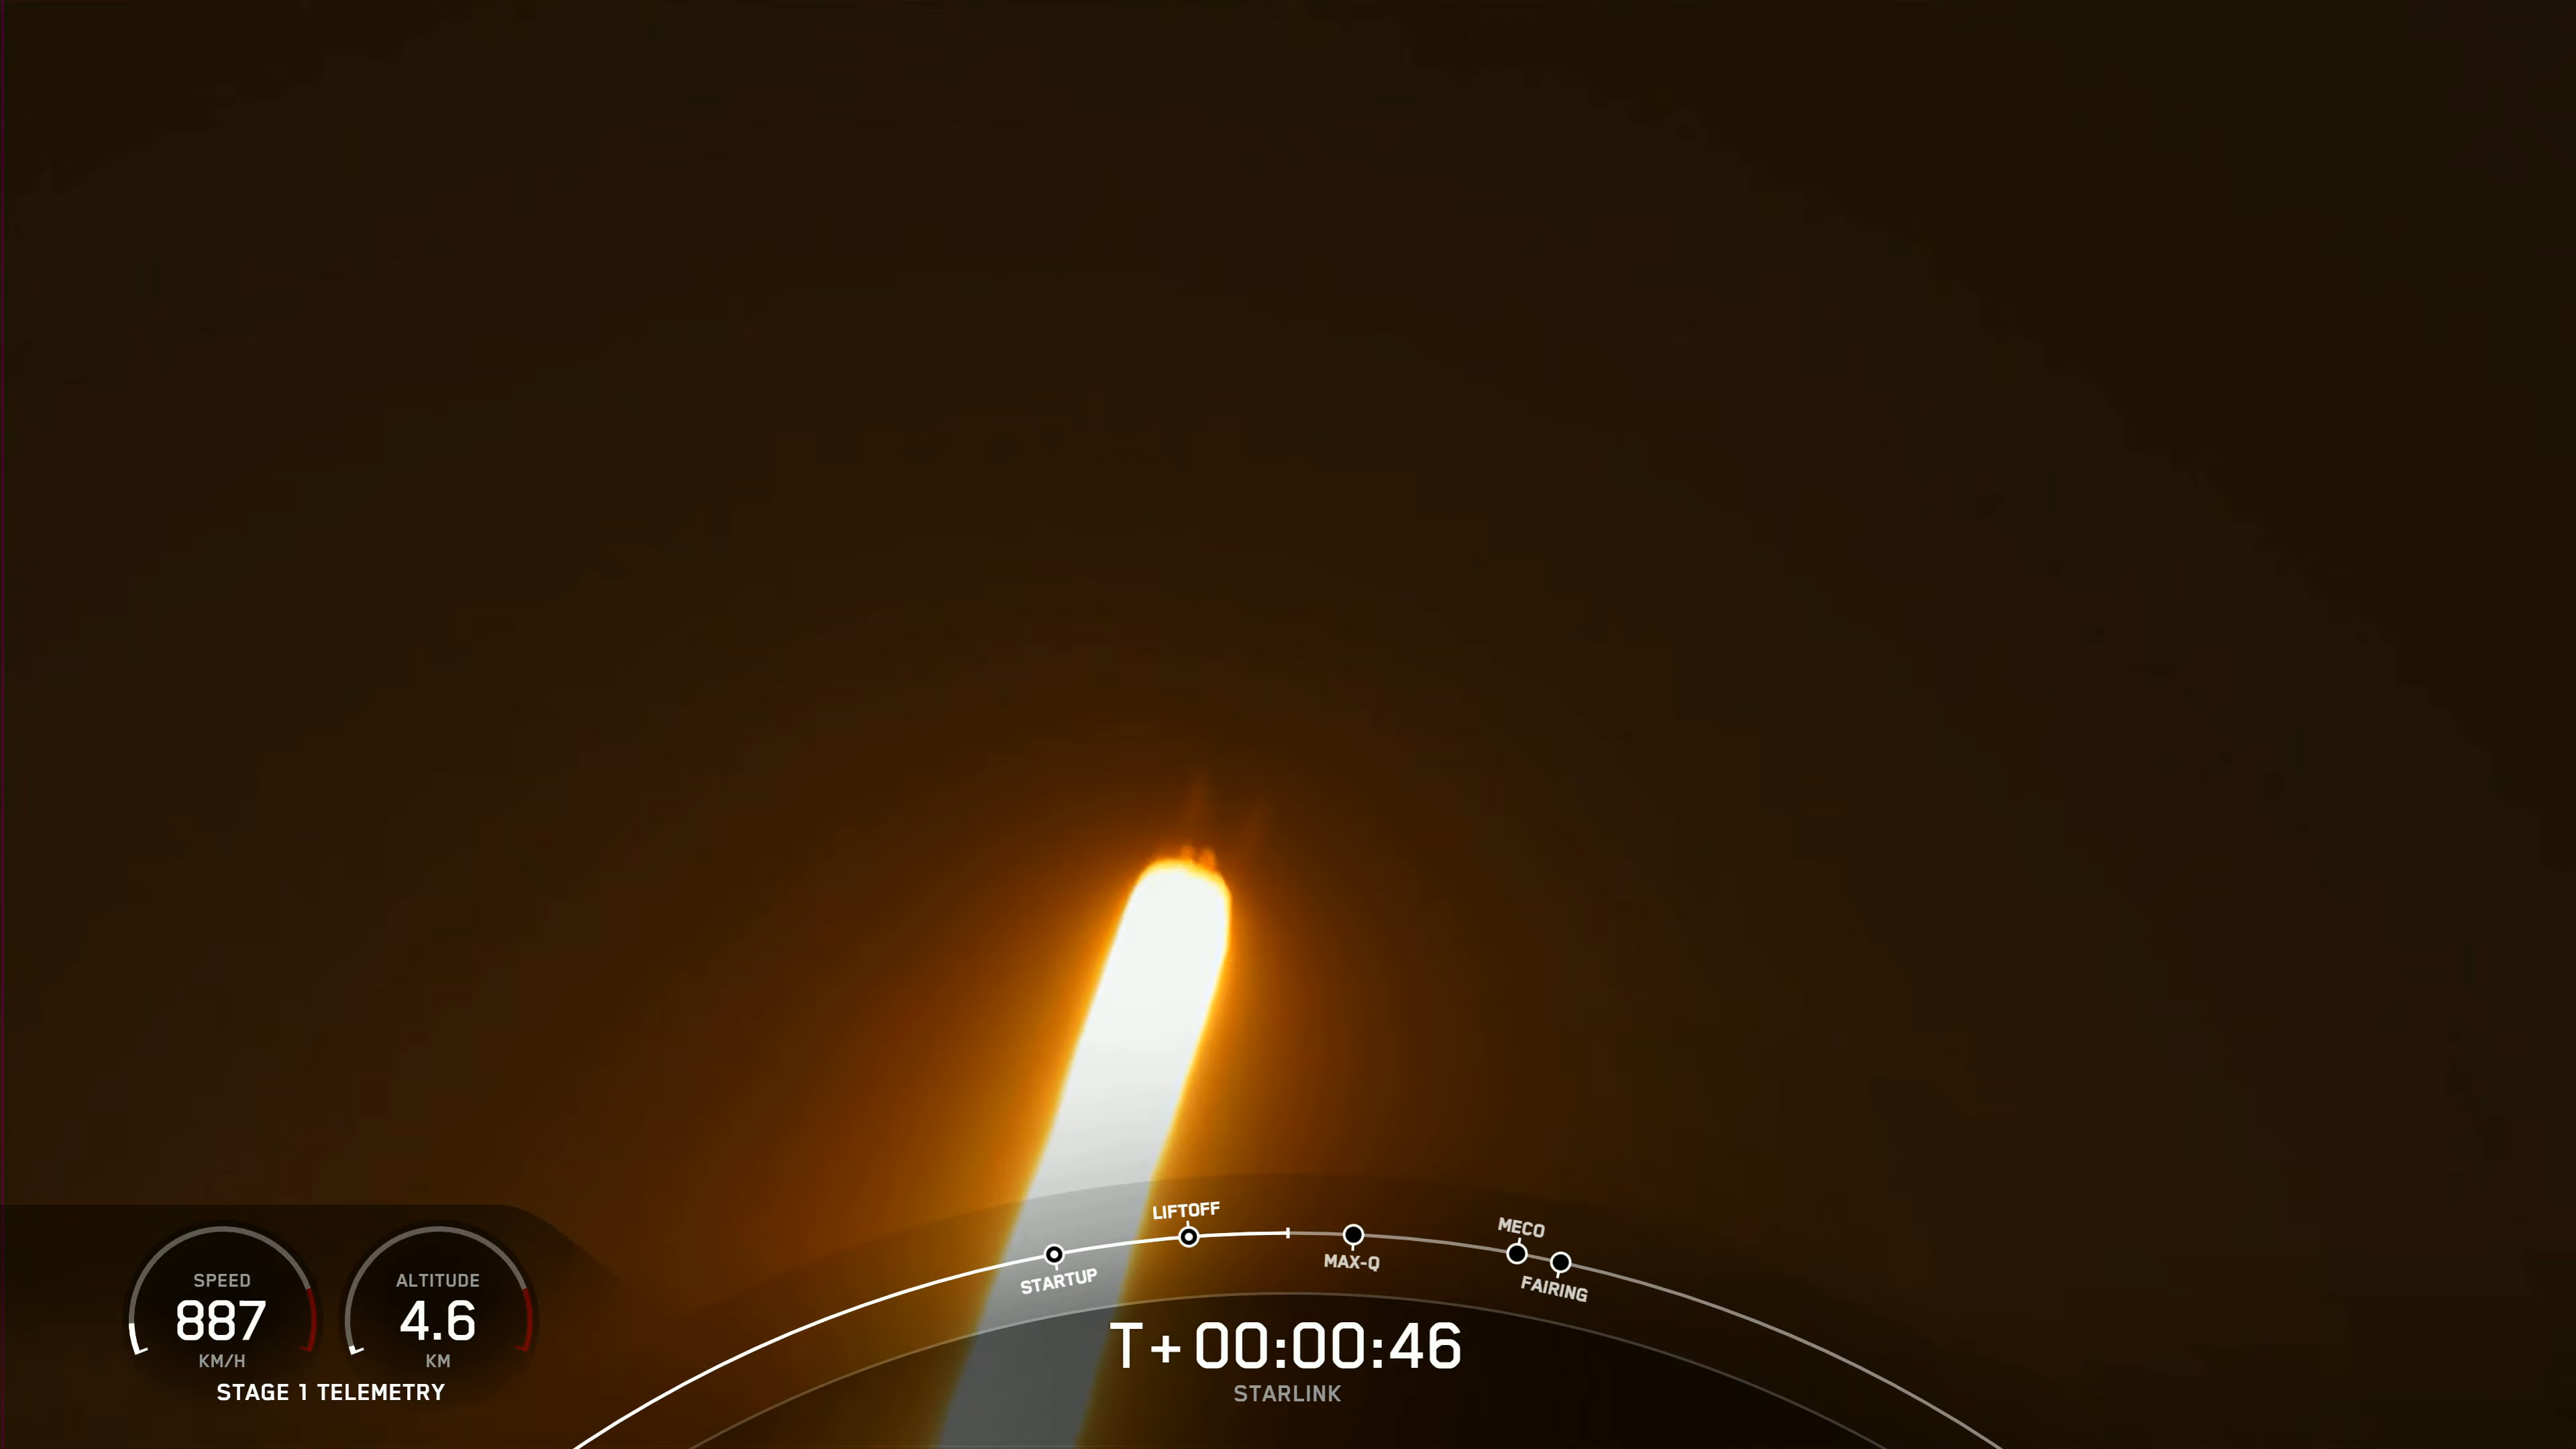 SPEED
887
KM/H
ALTITUDE
4.6
KM
STAGE 1 TELEMETRY
STARTUP
LIFTOFF
MAX-Q
MECO
FAIRING
T+00:00:46
STARLINK